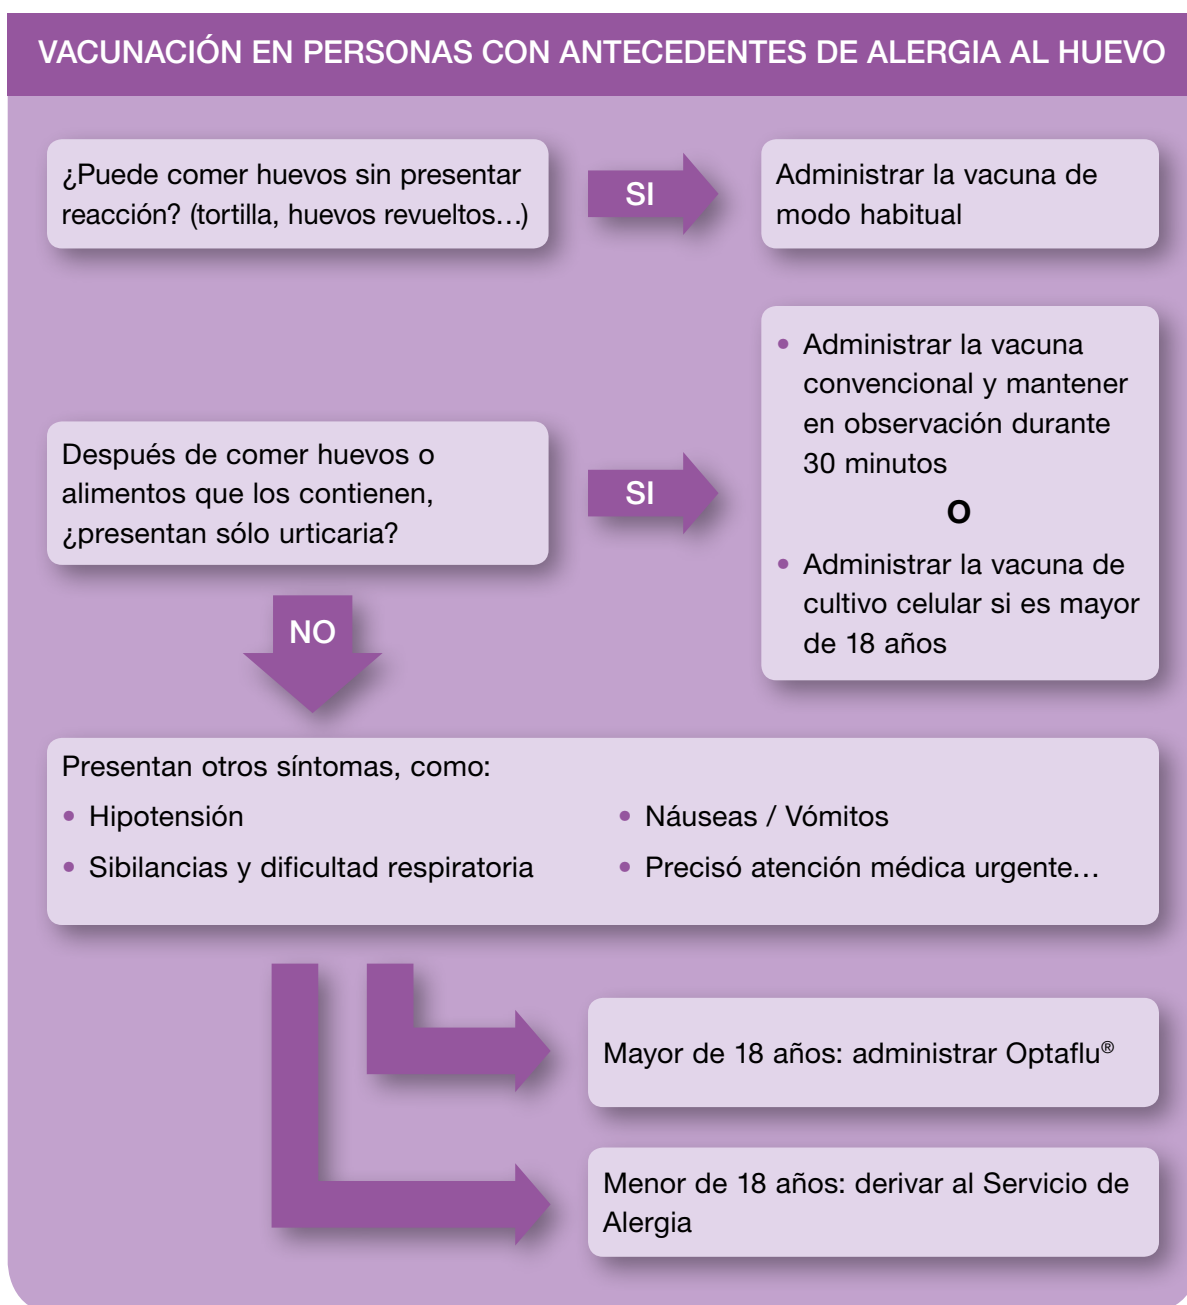 VACUNACIÓN EN PERSONAS CON ANTECEDENTES DE ALERGIA AL HUEVO
¿Puede comer huevos sin presentar
reacción? (tortilla, huevos revueltos…)
SI
Administrar la vacuna de
modo habitual
Después de comer huevos o
alimentos que los contienen,
¿presentan sólo urticaria?
SI
• Administrar la vacuna
convencional y mantener
en observación durante
30 minutos
O
• Administrar la vacuna de
cultivo celular si es mayor
de 18 años
NO
Presentan otros síntomas, como:
• Hipotensión
• Sibilancias y dificultad respiratoria
• Náuseas / Vómitos
• Precisó atención médica urgente…
Mayor de 18 años: administrar Optaflu®
Menor de 18 años: derivar al Servicio de
Alergia